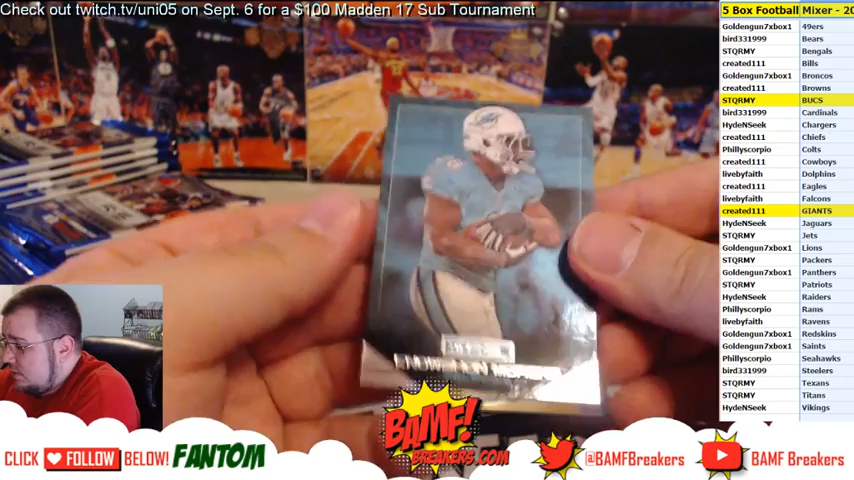 Check out twitch.tv/uni05 on Sept. 6 for a $100 Madden 17 Sub Tournament
5 Box Football Mixer - 20
Goldengun7xbox1 49ers
bird331999 Bears
STQRMY Bengals
created111 Bills
Goldengun7xbox1 Broncos
created111 Browns
STQRMY BUCS
bird331999 Cardinals
HydeNSeek Chargers
created111 Chiefs
Phillyscorpio Colts
created111 Cowboys
livebyfaith Dolphins
created111 Eagles
livebyfaith Falcons
created111 GIANTS
HydeNSeek Jaguars
STQRMY Jets
Goldengun7xbox1 Lions
STQRMY Packers
Goldengun7xbox1 Panthers
STQRMY Patriots
HydeNSeek Raiders
Phillyscorpio Rams
livebyfaith Ravens
Goldengun7xbox1 Redskins
Goldengun7xbox1 Saints
Phillyscorpio Seahawks
bird331999 Steelers
STQRMY Texans
STQRMY Titans
HydeNSeek Vikings
BAMF!
BREAKERS.COM
CLICK FOLLOW BELOW! FANTOM
@BAMFBreakers
BAMF Breakers